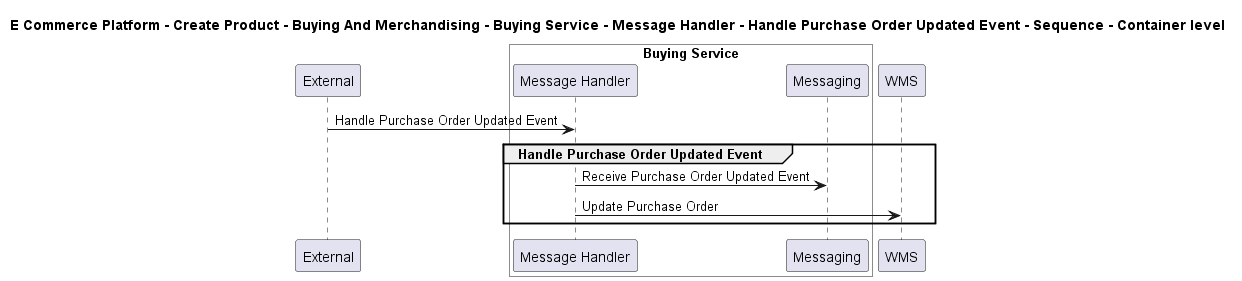 E Commerce Platform - Create Product - Buying And Merchandising - Buying Service - Message Handler - Handle Purchase Order Updated Event - Sequence - Container level
Buying Service
External
Message Handler
Messaging
WMS
Handle Purchase Order Updated Event
Handle Purchase Order Updated Event
Receive Purchase Order Updated Event
Update Purchase Order
External
Message Handler
Messaging
WMS